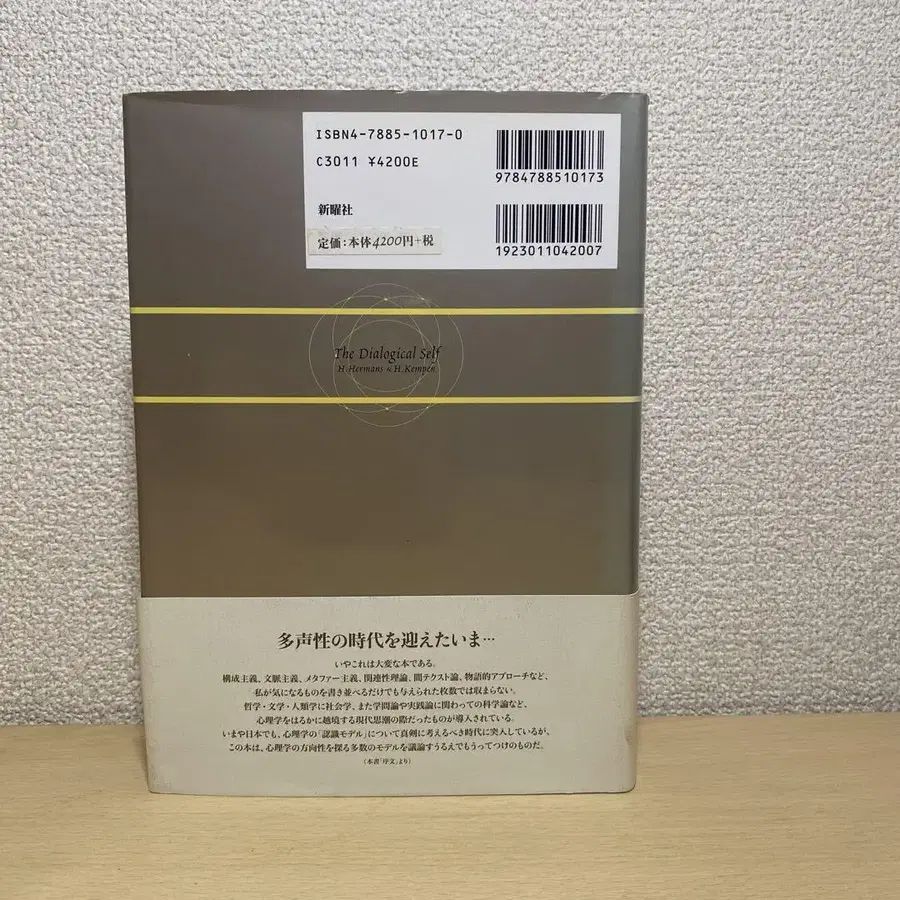 ISBN4-7885-1017-0
C3011 ¥4200E
9784788510173
新曜社
定価：本体4200円+税
1923011042007
The Dialogical Self
H.Hermans & H.Kempen
多声性の時代を迎えたいま…
いやこれは大変な本である。
構成主義、文脈主義、メタファー主義、関連性理論、間テクスト論、物語的アプローチなど、
私が気になるものを書き並べるだけでも与えられた枚数では収まらない。
哲学・文学・人類学に社会学、また学問論や実践論に関わっての科学論など、
心理学をはるかに越境する現代思潮の際だったものが導入されている。
いまや日本でも、心理学の「認識モデル」について真剣に考えるべき時代に突入しているが、
この本は、心理学の方向性を探る多数のモデルを議論するうえでもうってつけのものだ。
（本書「序文」より）